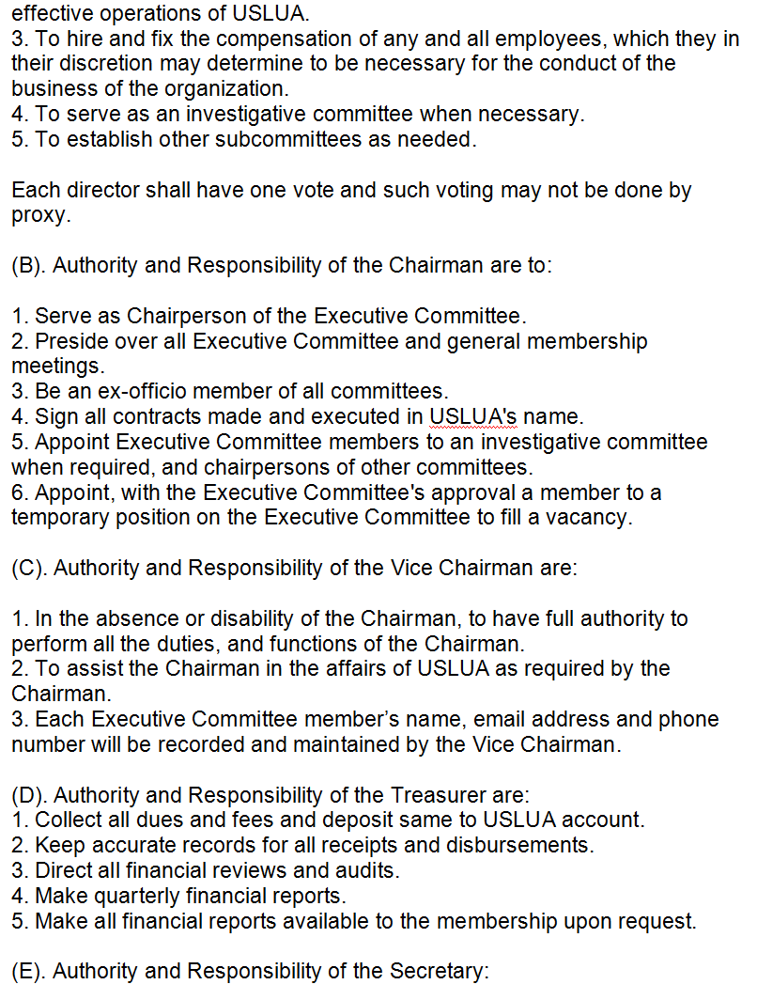 effective operations of USLUA.
3. To hire and fix the compensation of any and all employees, which they in
their discretion may determine to be necessary for the conduct of the
business of the organization.
4. To serve as an investigative committee when necessary.
5. To establish other subcommittees as needed.
Each director shall have one vote and such voting may not be done by
proxy.
(B). Authority and Responsibility of the Chairman are to:
1. Serve as Chairperson of the Executive Committee.
2. Preside over all Executive Committee and general membership
meetings.
3. Be an ex-officio member of all committees.
4. Sign all contracts made and executed in USLUA's name.
5. Appoint Executive Committee members to an investigative committee
when required, and chairpersons of other committees.
6. Appoint, with the Executive Committee's approval a member to a
temporary position on the Executive Committee to fill a vacancy.
(C). Authority and Responsibility of the Vice Chairman are:
1. In the absence or disability of the Chairman, to have full authority to
perform all the duties, and functions of the Chairman.
2. To assist the Chairman in the affairs of USLUA as required by the
Chairman.
3. Each Executive Committee member’s name, email address and phone
number will be recorded and maintained by the Vice Chairman.
(D). Authority and Responsibility of the Treasurer are:
1. Collect all dues and fees and deposit same to USLUA account.
2. Keep accurate records for all receipts and disbursements.
3. Direct all financial reviews and audits.
4. Make quarterly financial reports.
5. Make all financial reports available to the membership upon request.
(E). Authority and Responsibility of the Secretary: